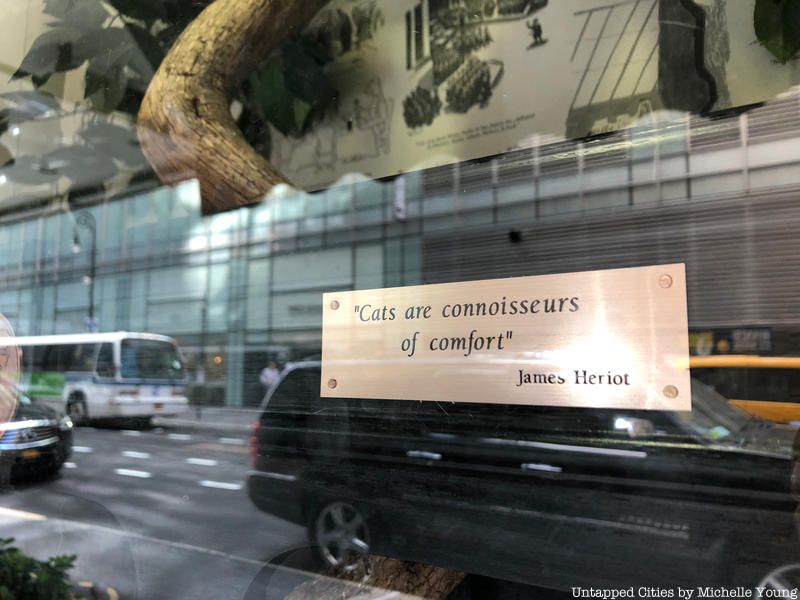 "Cats are connoisseurs
of comfort"
James Heriot
Untapped Cities by Michelle Young